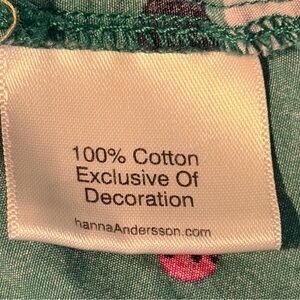 100% Cotton
Exclusive Of
Decoration
hannaAndersson.com